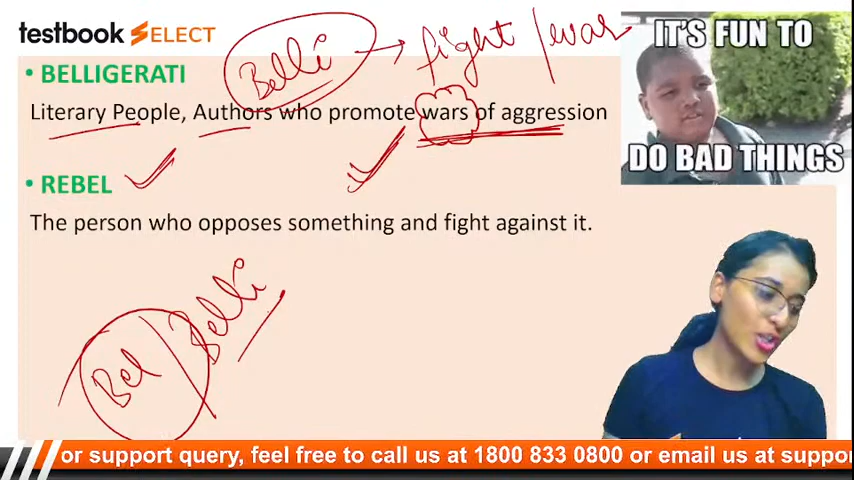 testbook SELECT
Belli → fight / war
IT'S FUN TO
DO BAD THINGS
• BELLIGERATI
Literary People, Authors who promote wars of aggression
• REBEL
The person who opposes something and fight against it.
Bel / Belli
or support query, feel free to call us at 1800 833 0800 or email us at suppo